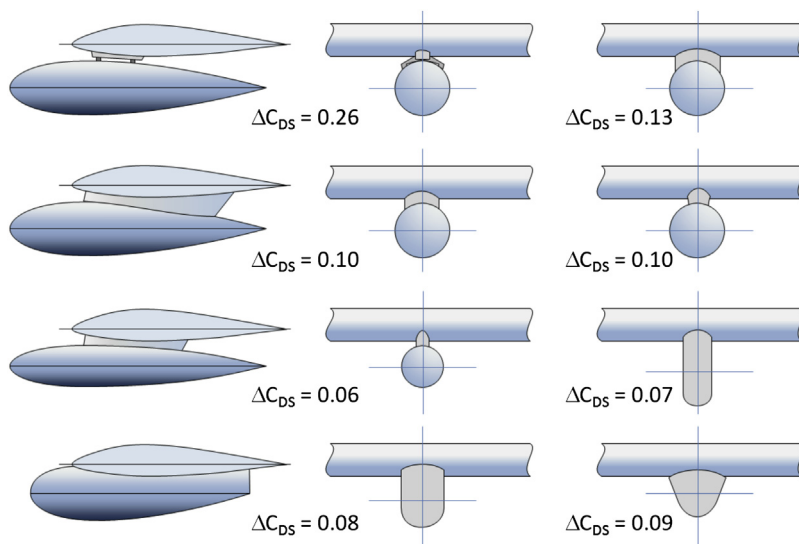 ΔC_DS = 0.26
ΔC_DS = 0.13
ΔC_DS = 0.10
ΔC_DS = 0.10
ΔC_DS = 0.06
ΔC_DS = 0.07
ΔC_DS = 0.08
ΔC_DS = 0.09